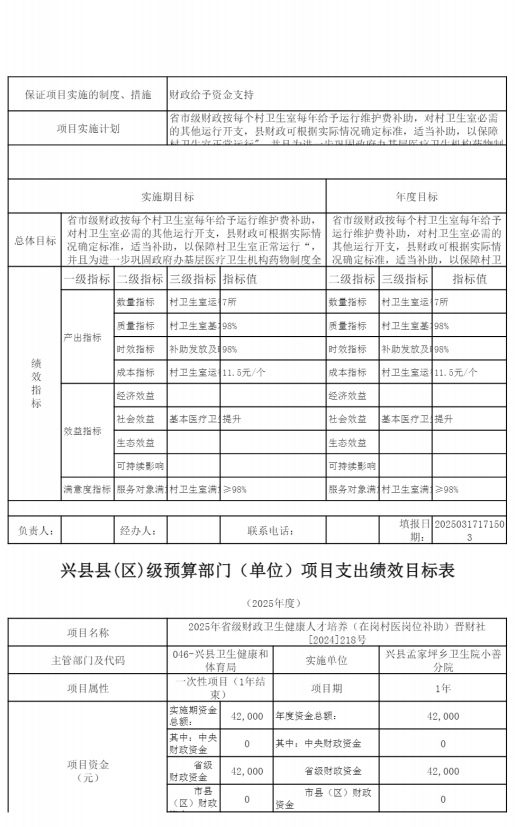 保证项目实施的制度、措施 财政给予资金支持
项目实施计划
省市级财政按每个村卫生室每年给予运行维护费补助，对村卫生室必需
的其他运行开支，县财政可根据实际情况确定标准，适当补助，以保障
村卫生室正常运行"，并且为进一步巩固政府办基层医疗卫生机构药物制
实施期目标 年度目标
总体目标
省市级财政按每个村卫生室每年给予运行维护费补助，
对村卫生室必需的其他运行开支，县财政可根据实际情
况确定标准，适当补助，以保障村卫生室正常运行“，
并且为进一步巩固政府办基层医疗卫生机构药物制度全
省市级财政按每个村卫生室每年给予
运行维护费补助，对村卫生室必需的
其他运行开支，县财政可根据实际情
况确定标准，适当补助，以保障村卫
绩效指标
一级指标 二级指标 三级指标 指标值 二级指标 三级指标 指标值
产出指标
数量指标 村卫生室运 7所 数量指标 村卫生室运 7所
质量指标 村卫生室基 98% 质量指标 村卫生室基 98%
时效指标 补助发放及 98% 时效指标 补助发放及 98%
成本指标 村卫生室运 11.5元/个 成本指标 村卫生室运 11.5元/个
效益指标
经济效益 经济效益
社会效益 基本医疗卫 提升 社会效益 基本医疗卫 提升
生态效益 生态效益
可持续影响 可持续影响
满意度指标 服务对象满 村卫生室满 ≥98% 服务对象满 村卫生室满 ≥98%
负责人： 经办人： 联系电话： 填报日期： 20250317171503
兴县县(区)级预算部门（单位）项目支出绩效目标表
（2025年度）
项目名称
2025年省级财政卫生健康人才培养（在岗村医岗位补助）晋财社
[2024]218号
主管部门及代码 046-兴县卫生健康和体育局 实施单位 兴县孟家坪乡卫生院小善分院
项目属性 一次性项目（1年结束） 项目期 1年
项目资金
（元）
实施期资金总额： 42,000 年度资金总额： 42,000
其中：中央财政资金 0 其中：中央财政资金 0
省级财政资金 42,000 省级财政资金 42,000
市县（区）财政 0 市县（区）财政资金 0